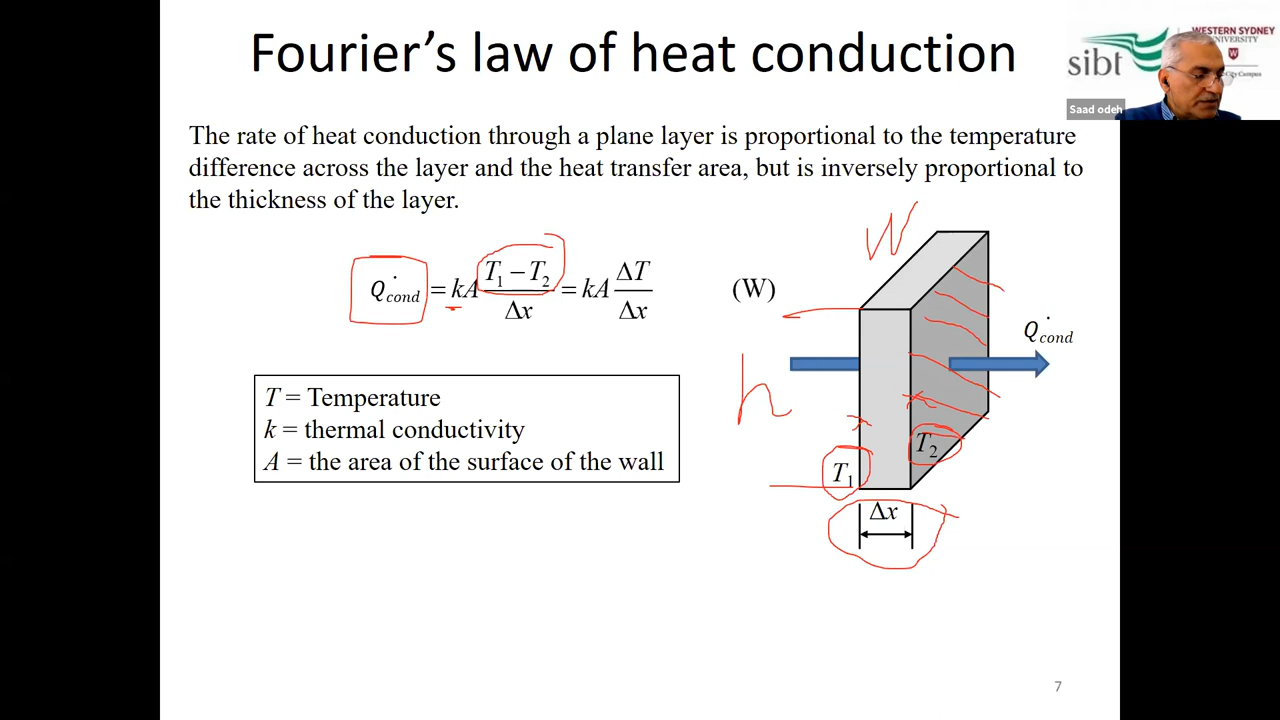 Fourier’s law of heat conduction
sibt
WESTERN SYDNEY
UNIVERSITY
W
City Campus
Saad odeh
The rate of heat conduction through a plane layer is proportional to the temperature
difference across the layer and the heat transfer area, but is inversely proportional to
the thickness of the layer.
Q̇cond = kA (T₁ − T₂)/Δx = kA ΔT/Δx (W)
W
h
Q̇cond
T = Temperature
k = thermal conductivity
A = the area of the surface of the wall
T₂
T₁
Δx
7